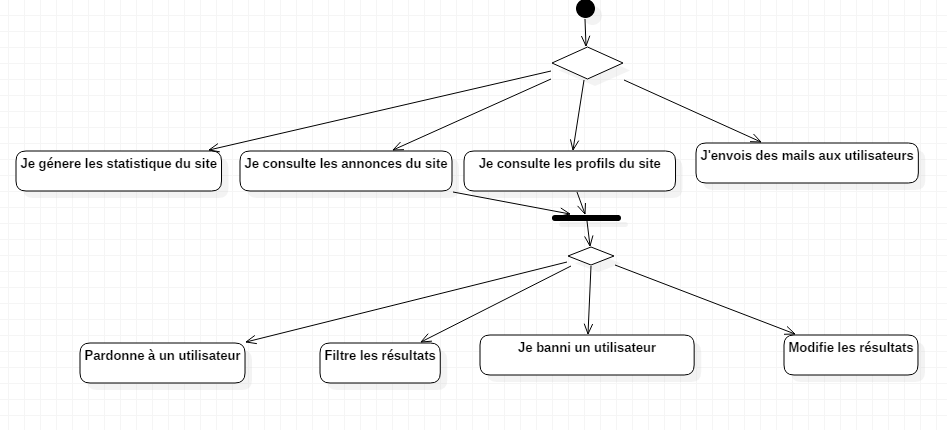 Je génere les statistique du site
Je consulte les annonces du site
Je consulte les profils du site
J'envois des mails aux utilisateurs
Pardonne à un utilisateur
Filtre les résultats
Je banni un utilisateur
Modifie les résultats